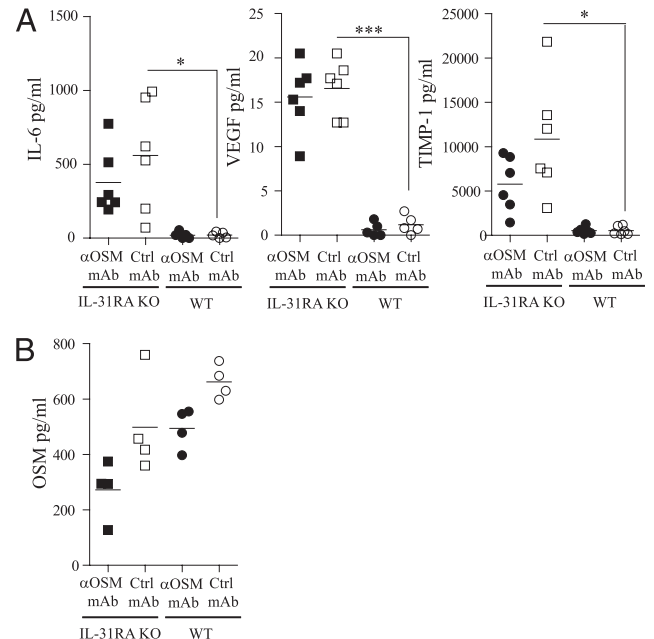 A
IL-6 pg/ml
1500
1000
500
0
*
αOSM mAb
Ctrl mAb
αOSM mAb
Ctrl mAb
IL-31RA KO
WT
VEGF pg/ml
25
20
15
10
5
0
***
αOSM mAb
Ctrl mAb
αOSM mAb
Ctrl mAb
IL-31RA KO
WT
TIMP-1 pg/ml
25000
20000
15000
10000
5000
0
*
αOSM mAb
Ctrl mAb
αOSM mAb
Ctrl mAb
IL-31RA KO
WT
B
OSM pg/ml
800
600
400
200
0
αOSM mAb
Ctrl mAb
αOSM mAb
Ctrl mAb
IL-31RA KO
WT